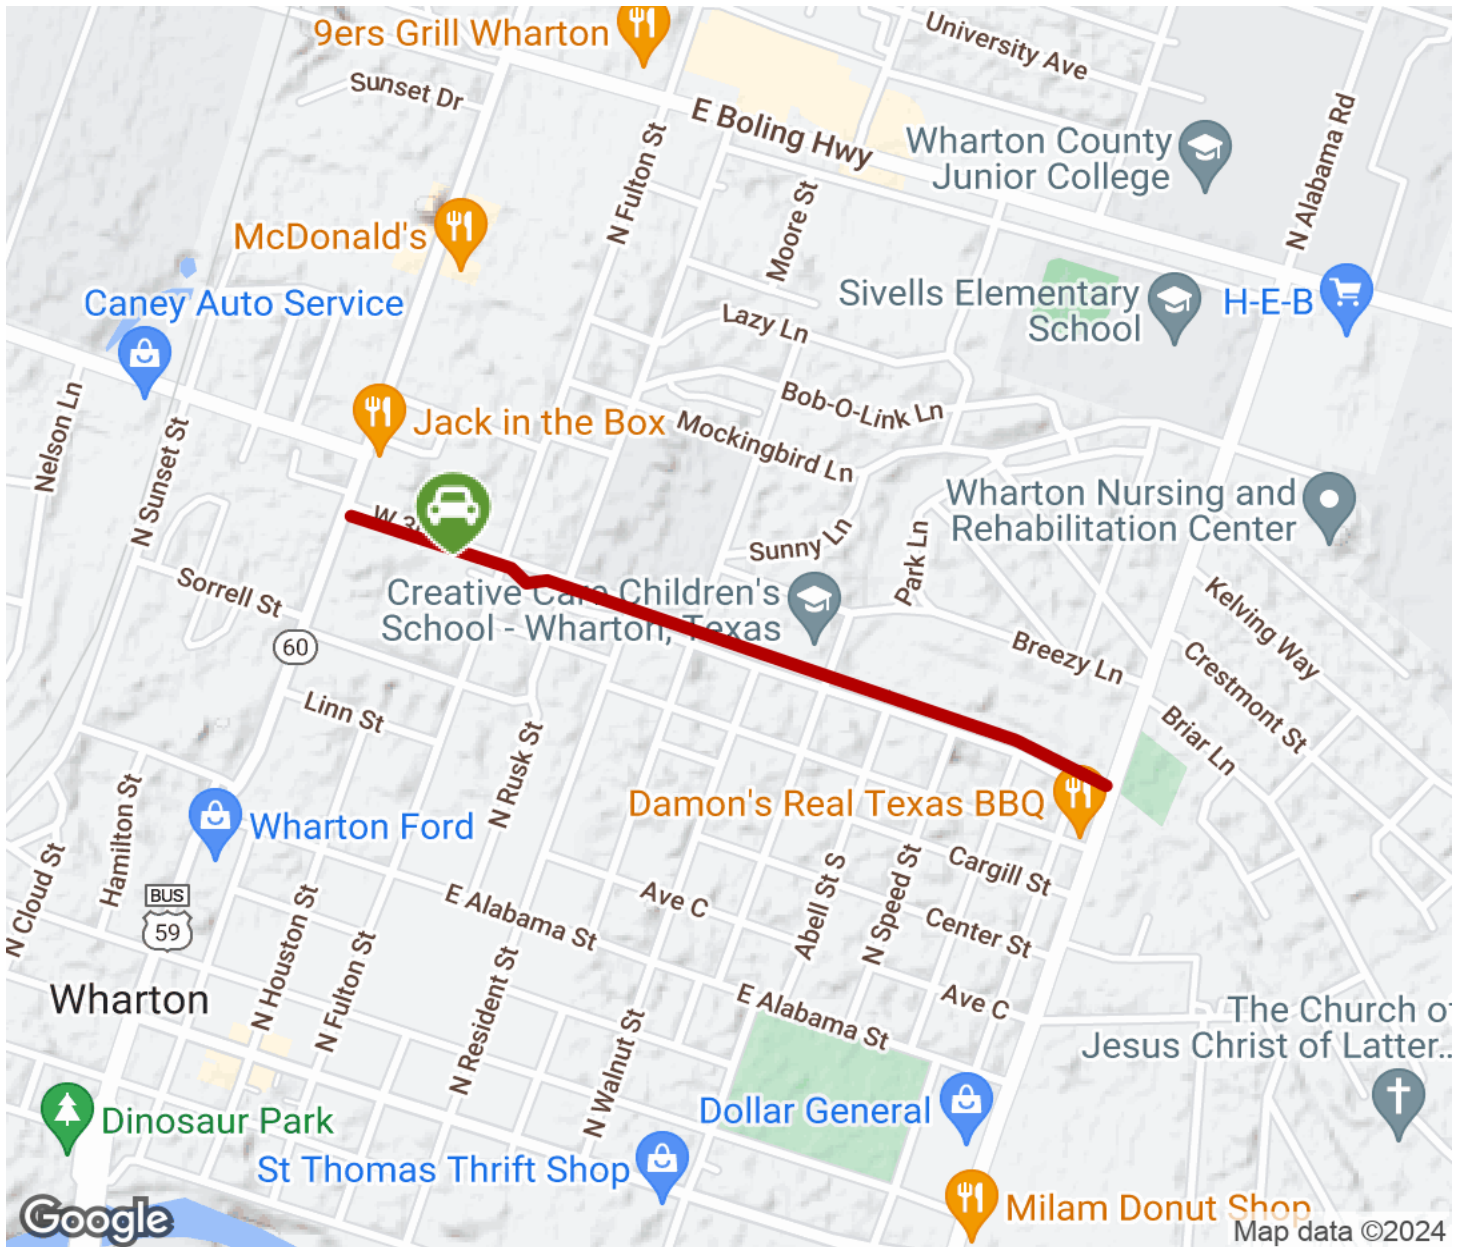 9ers Grill Wharton
University Ave
Sunset Dr
E Boling Hwy
N Fulton St
Wharton County
Junior College
N Alabama Rd
Moore St
McDonald's
Caney Auto Service
Sivells Elementary
School
H-E-B
Lazy Ln
Nelson Ln
N Sunset St
Jack in the Box
Bob-O-Link Ln
Mockingbird Ln
Wharton Nursing and
Rehabilitation Center
W
Sunny Ln
Park Ln
Sorrell St
Creative Care Children's
School - Wharton, Texas
Kelving Way
Breezy Ln
Crestmont St
60
Linn St
Briar Ln
N Rusk St
Hamilton St
Damon's Real Texas BBQ
Wharton Ford
N Cloud St
Cargill St
Abell St S
N Speed St
BUS
59
E Alabama St
Ave C
Center St
N Houston St
N Fulton St
N Resident St
Wharton
E Alabama St
Ave C
The Church of
Jesus Christ of Latter...
N Walnut St
Dinosaur Park
Dollar General
St Thomas Thrift Shop
Milam Donut Shop
Google
Map data ©2024